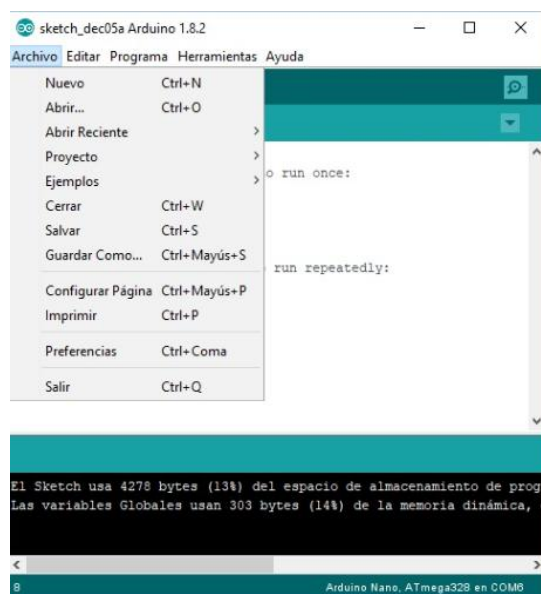 sketch_dec05a Arduino 1.8.2
Archivo Editar Programa Herramientas Ayuda
Nuevo Ctrl+N
Abrir... Ctrl+O
Abrir Reciente
Proyecto
Ejemplos
Cerrar Ctrl+W
Salvar Ctrl+S
Guardar Como... Ctrl+Mayús+S
Configurar Página Ctrl+Mayús+P
Imprimir Ctrl+P
Preferencias Ctrl+Coma
Salir Ctrl+Q
o run once:
run repeatedly:
El Sketch usa 4278 bytes (13%) del espacio de almacenamiento de prog
Las variables Globales usan 303 bytes (14%) de la memoria dinámica,
8 Arduino Nano, ATmega328 en COM6